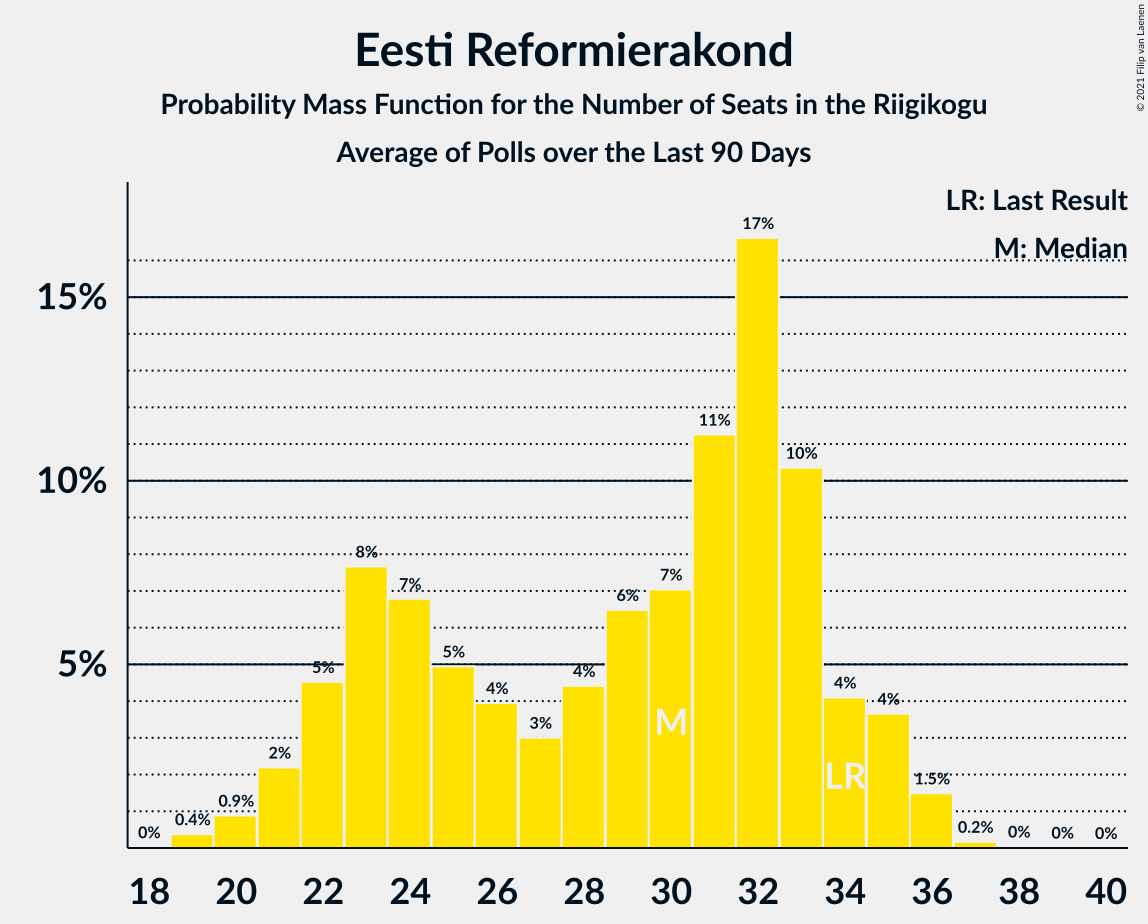 Eesti Reformierakond
Probability Mass Function for the Number of Seats in the Riigikogu
Average of Polls over the Last 90 Days
© 2021 Filip van Laenen
LR: Last Result
M: Median
15%
10%
5%
0%
0.4%
0.9%
2%
5%
8%
7%
5%
4%
3%
4%
6%
7%
11%
17%
10%
4%
4%
1.5%
0.2%
0%
0%
0%
M
LR
18 20 22 24 26 28 30 32 34 36 38 40